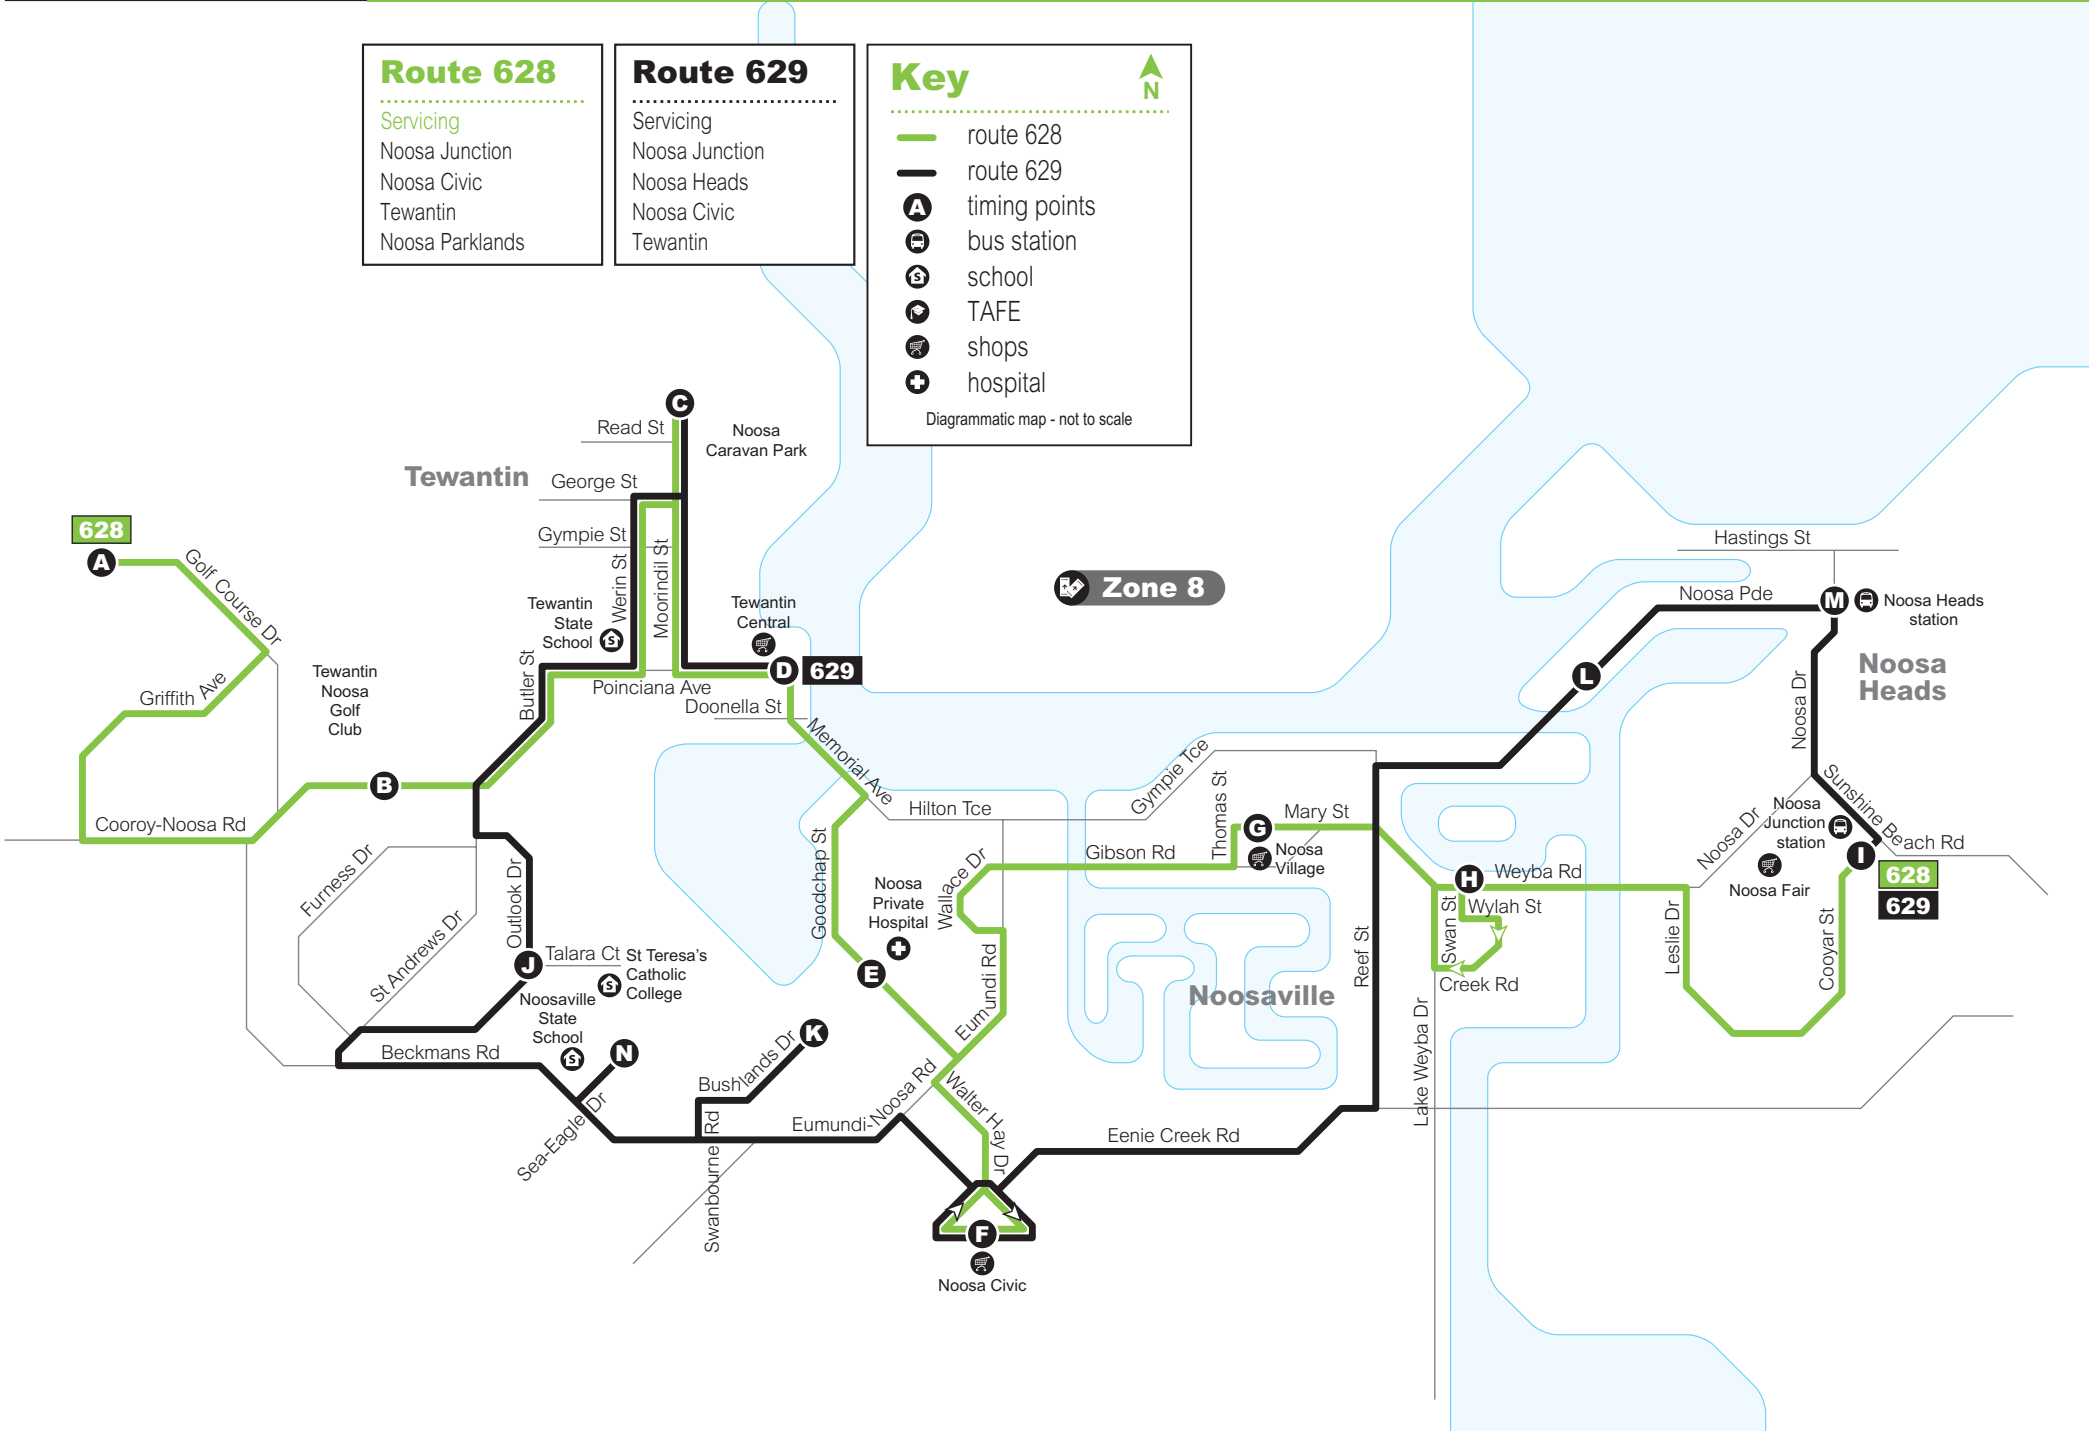 Route 628
Servicing
Noosa Junction
Noosa Civic
Tewantin
Noosa Parklands
Route 629
Servicing
Noosa Junction
Noosa Heads
Noosa Civic
Tewantin
Key
N
route 628
route 629
A timing points
bus station
S school
TAFE
shops
hospital
Diagrammatic map - not to scale
C
Read St
Noosa
Caravan Park
Tewantin
George St
628
A
Golf Course Dr
Gympie St
Werin St
Moorindil St
Tewantin
State
School
S
Tewantin
Central
D
629
Zone 8
Hastings St
Noosa Pde
M
Noosa Heads
station
Noosa
Heads
L
Noosa Dr
Griffith Ave
Tewantin
Noosa
Golf
Club
Butler St
Poinciana Ave
Doonella St
Memorial Ave
B
Cooroy-Noosa Rd
Hilton Tce
Gympie Tce
Thomas St
G
Mary St
Noosa
Village
Gibson Rd
Sunshine Beach Rd
Noosa
Junction
station
Noosa Dr
I
628
629
Noosa Fair
Furness Dr
St Andrews Dr
Outlook Dr
Goodchap St
Noosa
Private
Hospital
Wallace Dr
E
H
Weyba Rd
Swan St
Wylah St
Creek Rd
Leslie Dr
Cooyar St
J
Talara Ct
St Teresa's
Catholic
College
S
Noosaville
State
School
S
Eumundi Rd
Noosaville
Reef St
Lake Weyba Dr
Beckmans Rd
N
Bushlands Dr
K
Sea-Eagle Dr
Swanbourne Rd
Eumundi-Noosa Rd
Walter Hay Dr
Eenie Creek Rd
F
Noosa Civic